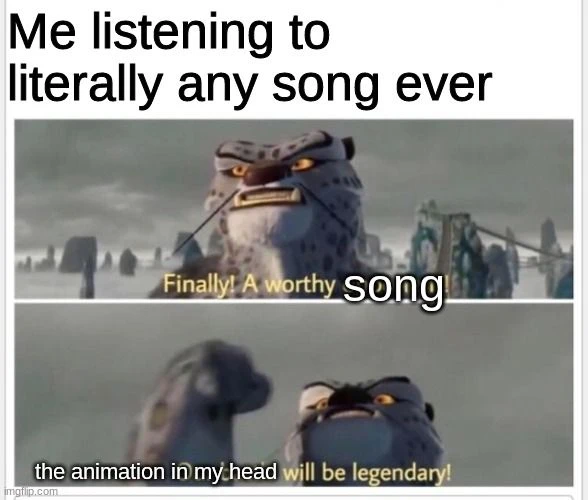 Me listening to
literally any song ever
Finally! A worthy song!
the animation in my head will be legendary!
imgflip.com